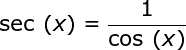 sec (x) = 1 / cos (x)